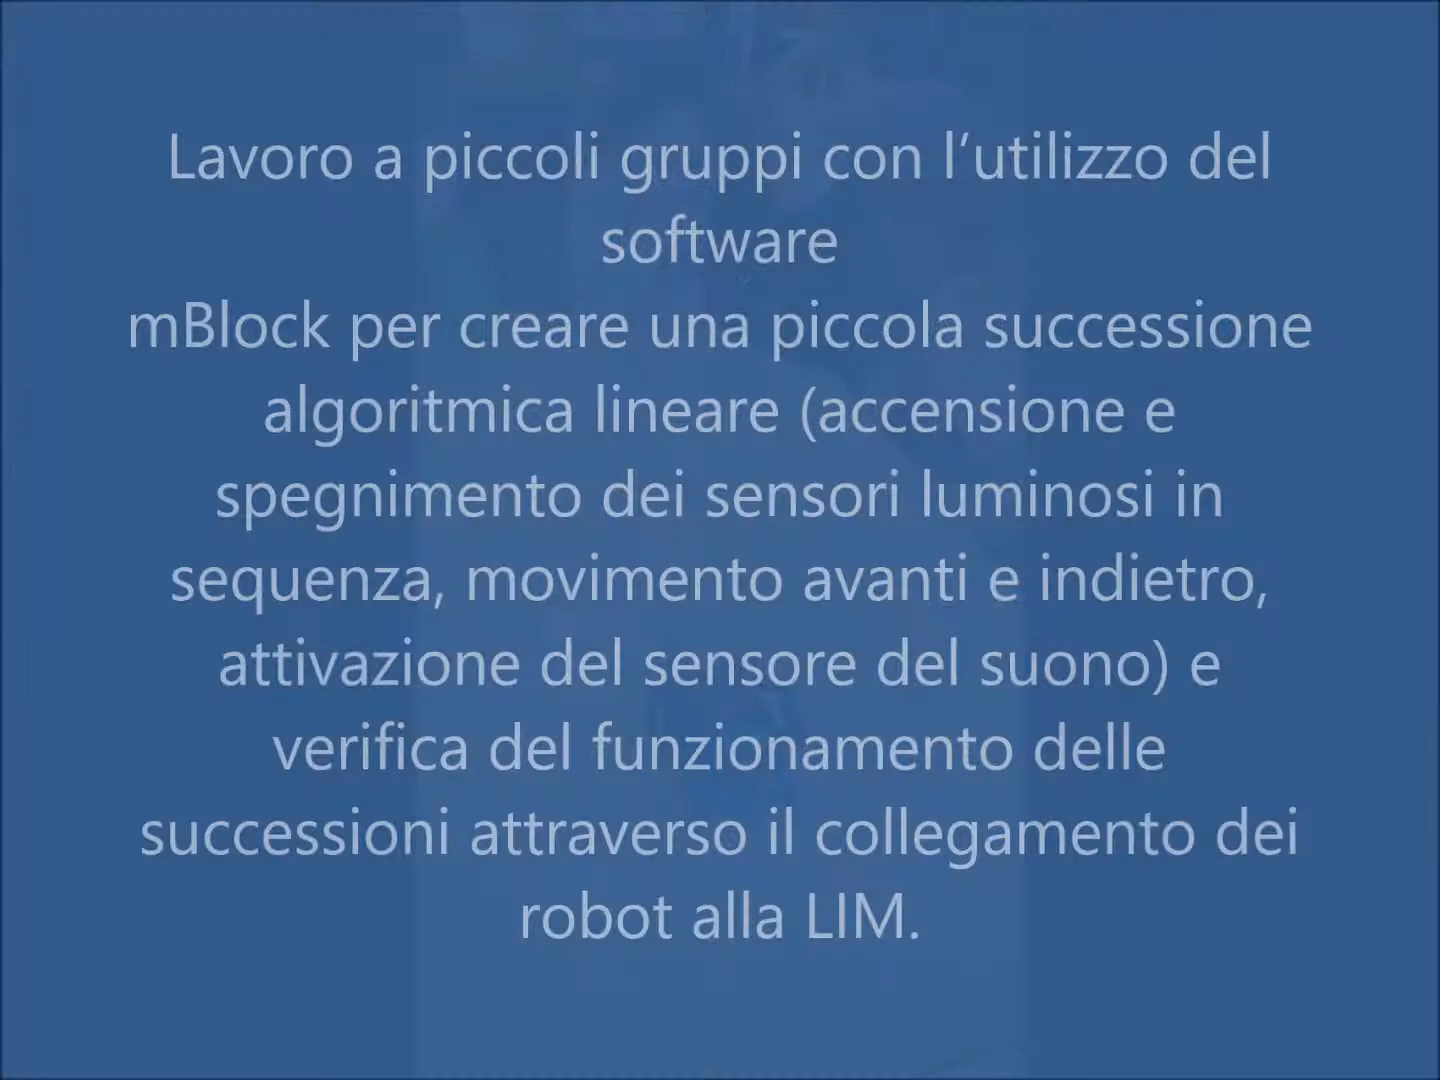 Lavoro a piccoli gruppi con l’utilizzo del
software
mBlock per creare una piccola successione
algoritmica lineare (accensione e
spegnimento dei sensori luminosi in
sequenza, movimento avanti e indietro,
attivazione del sensore del suono) e
verifica del funzionamento delle
successioni attraverso il collegamento dei
robot alla LIM.